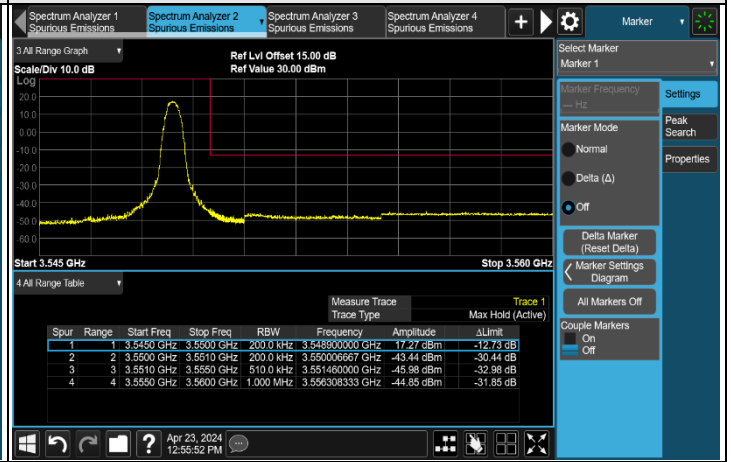 Spectrum Analyzer 1
Spurious Emissions
Spectrum Analyzer 2
Spurious Emissions
Spectrum Analyzer 3
Spurious Emissions
Spectrum Analyzer 4
Spurious Emissions
+
Marker
3 All Range Graph
Ref Lvl Offset 15.00 dB
Scale/Div 10.0 dB
Ref Value 30.00 dBm
Log
20.0
10.0
0.00
-10.0
-20.0
-30.0
-40.0
-50.0
-60.0
Start 3.545 GHz
Stop 3.560 GHz
4 All Range Table
Measure Trace Trace 1
Trace Type Max Hold (Active)
Spur Range Start Freq Stop Freq RBW Frequency Amplitude ΔLimit
1 1 3.5450 GHz 3.5500 GHz 200.0 kHz 3.548900000 GHz 17.27 dBm -12.73 dB
2 2 3.5500 GHz 3.5510 GHz 200.0 kHz 3.550006667 GHz -43.44 dBm -30.44 dB
3 3 3.5510 GHz 3.5550 GHz 510.0 kHz 3.551460000 GHz -45.98 dBm -32.98 dB
4 4 3.5550 GHz 3.5600 GHz 1.000 MHz 3.556308333 GHz -44.85 dBm -31.85 dB
Select Marker
Marker 1
Marker Frequency
--- Hz
Marker Mode
Normal
Delta (Δ)
Off
Delta Marker
(Reset Delta)
Marker Settings
Diagram
All Markers Off
Couple Markers
On
Off
Settings
Peak
Search
Properties
?
Apr 23, 2024
12:55:52 PM